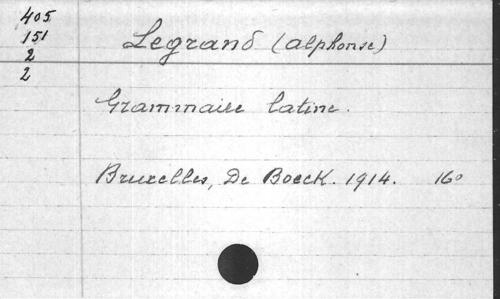 405
151
2
2
Legrand (Alphonse)
Grammaire latine.
Bruxelles, De Boeck. 1914. 16°